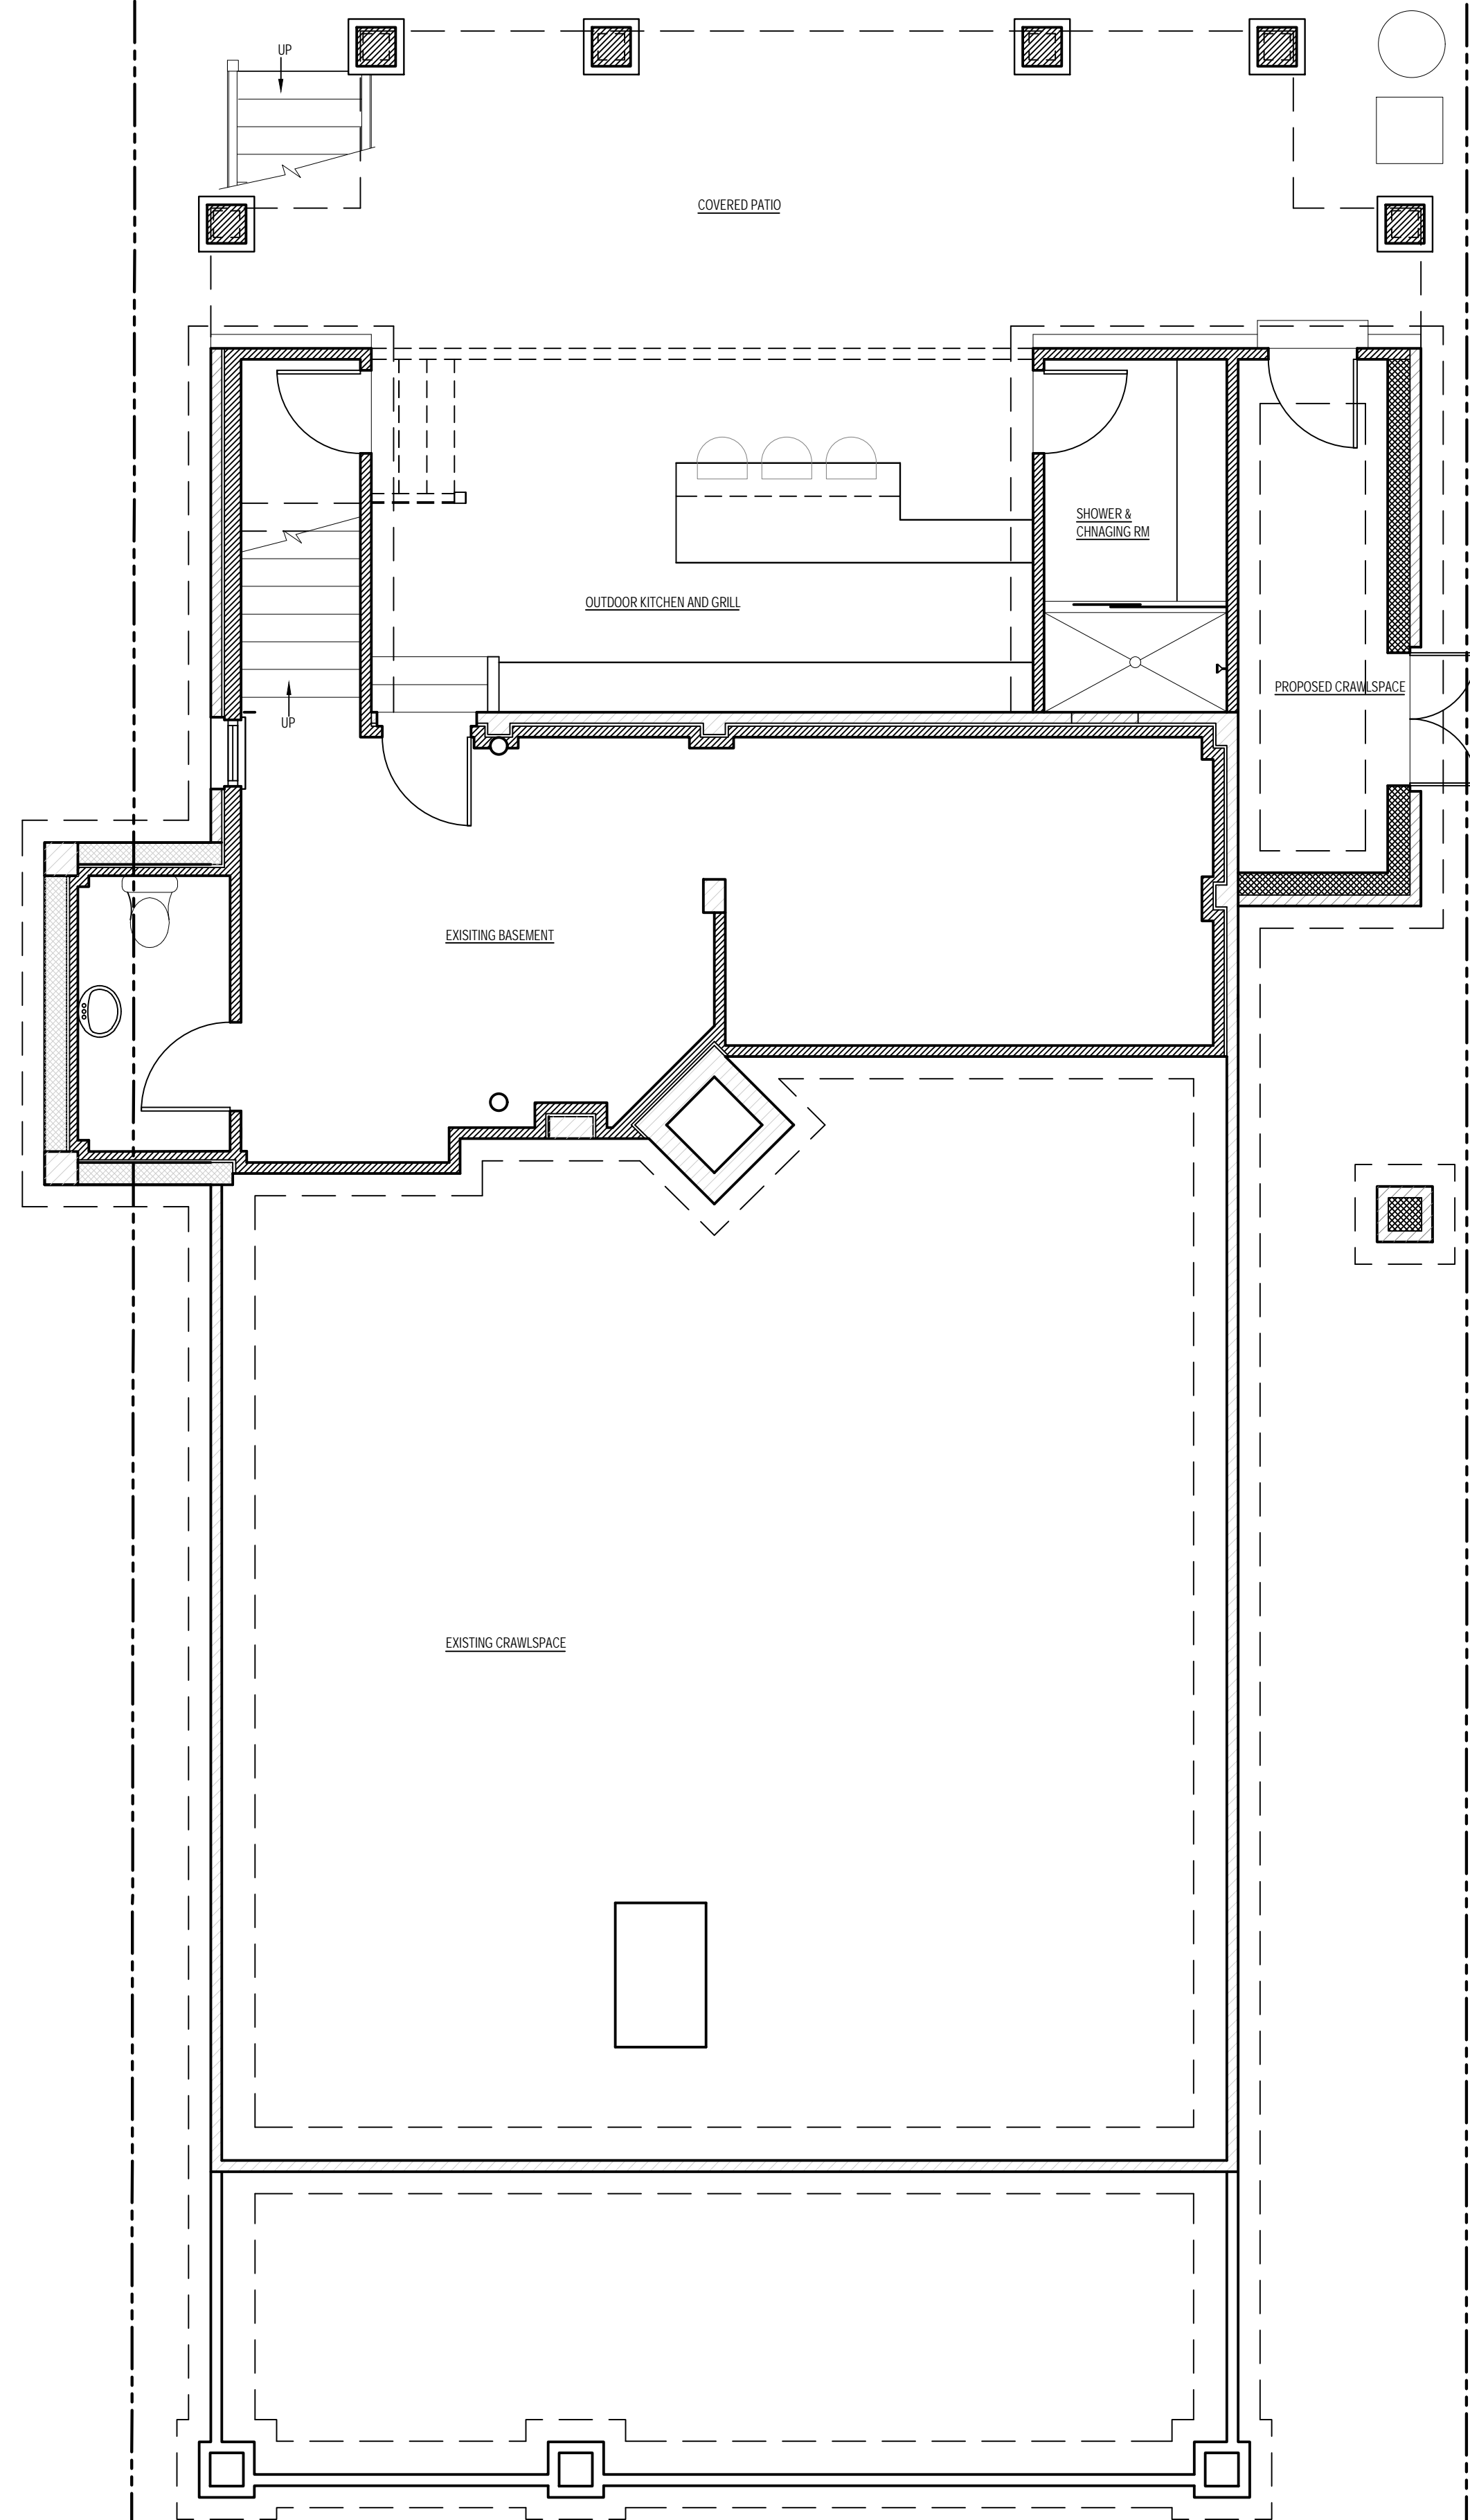 UP
COVERED PATIO
SHOWER &
CHNAGING RM
OUTDOOR KITCHEN AND GRILL
PROPOSED CRAWLSPACE
UP
EXISITING BASEMENT
EXISTING CRAWLSPACE